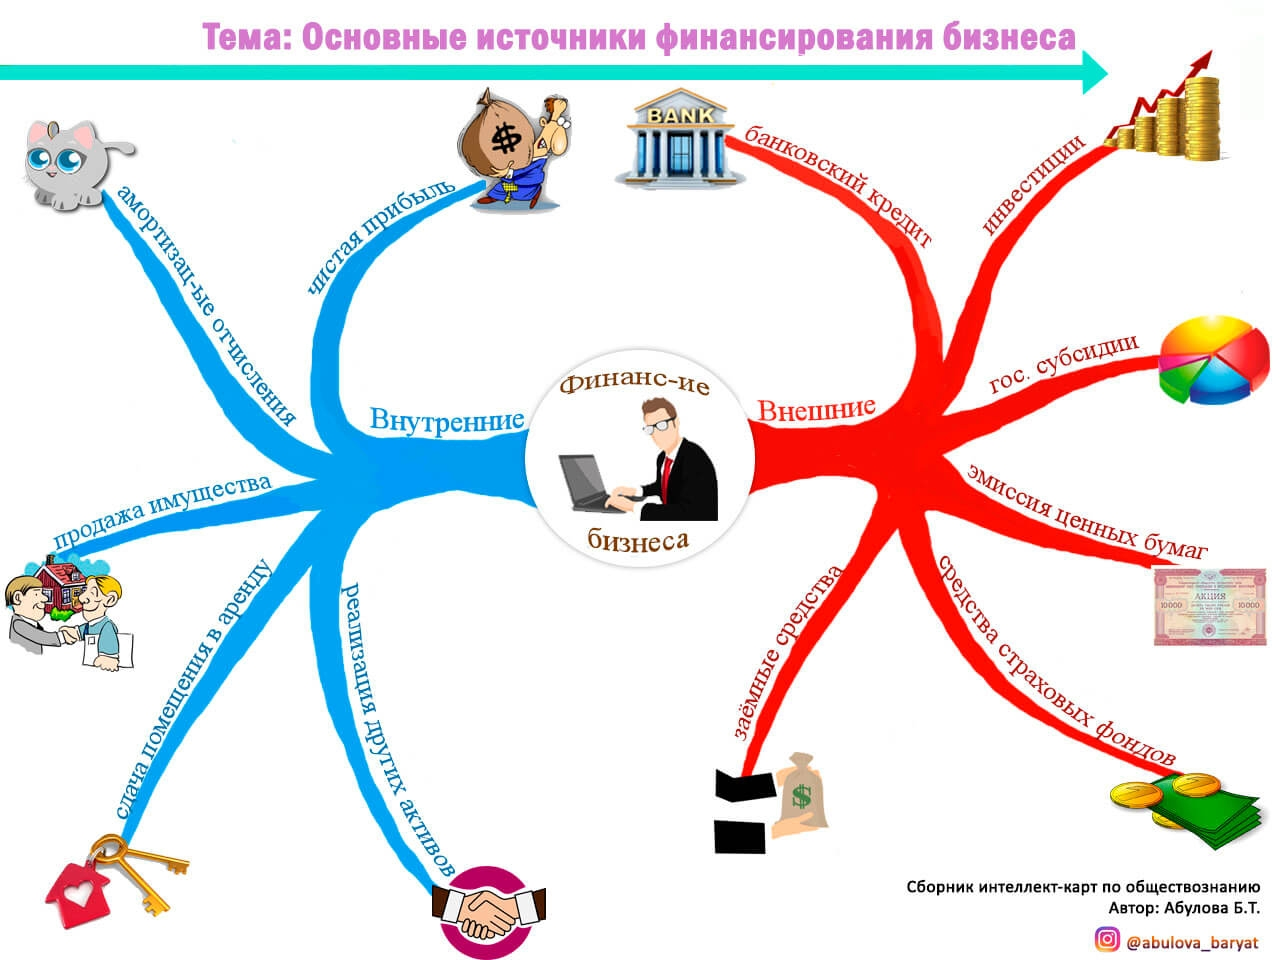 Тема: Основные источники финансирования бизнеса
амортизац-ые отчисления
чистая прибыль
BANK
банковский кредит
инвестиции
гос. субсидии
Внутренние
Финанс-ие
бизнеса
Внешние
продажа имущества
эмиссия ценных бумаг
АКЦИЯ
10000
10000
сдача помещения в аренду
реализация других активов
заёмные средства
средства страховых фондов
Сборник интеллект-карт по обществознанию
Автор: Абулова Б.Т.
@abulova_baryat